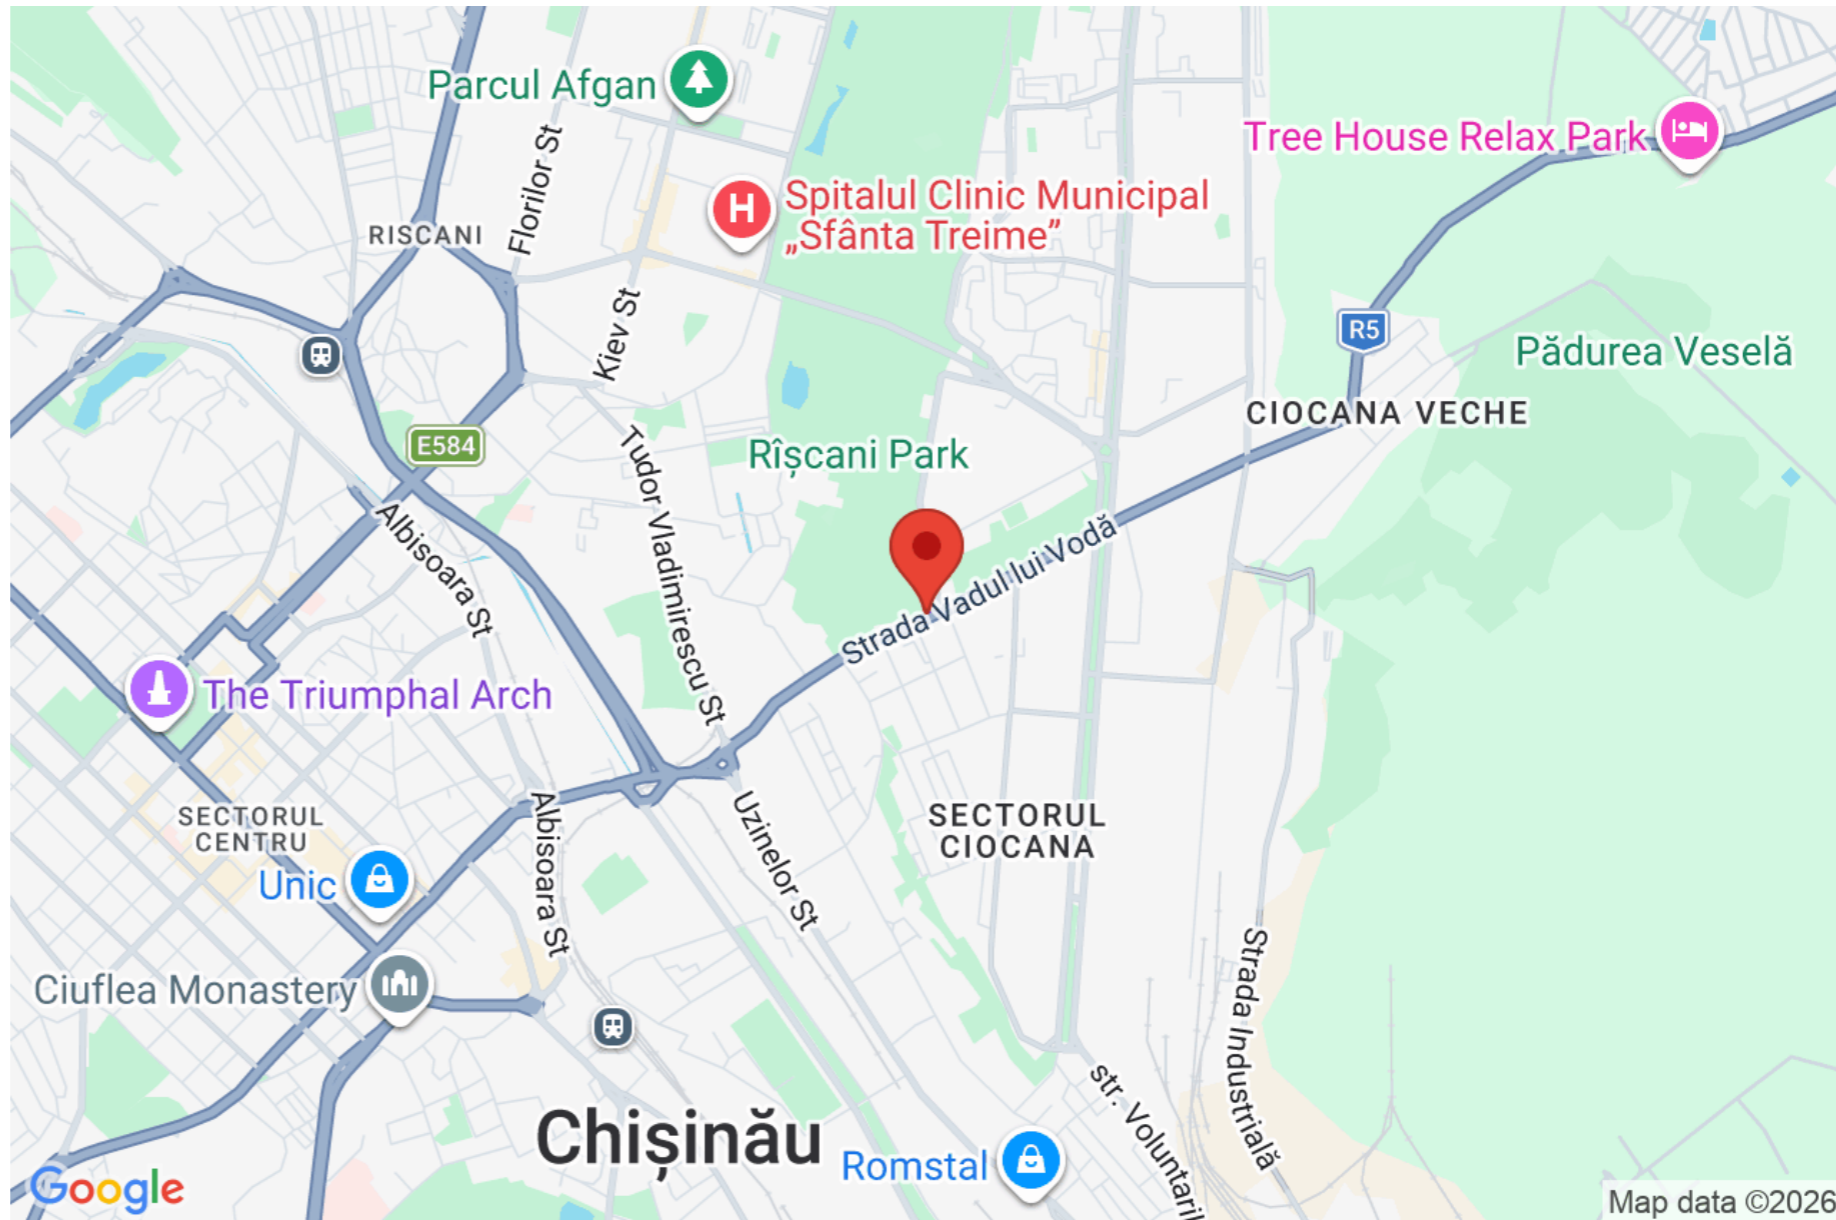 Parcul Afgan
Tree House Relax Park
Florilor St
Spitalul Clinic Municipal
„Sfânta Treime”
RISCANI
H
Kiev St
R5
Pădurea Veselă
CIOCANA VECHE
E584
Rîșcani Park
Tudor Vladimirescu St
Albisoara St
Strada Vadul lui Vodă
The Triumphal Arch
SECTORUL
CENTRU
SECTORUL
CIOCANA
Albisoara St
Uzinelor St
Unic
Ciuflea Monastery
Strada Industrială
str. Voluntaril
Chișinău
Romstal
Google
Map data ©2026